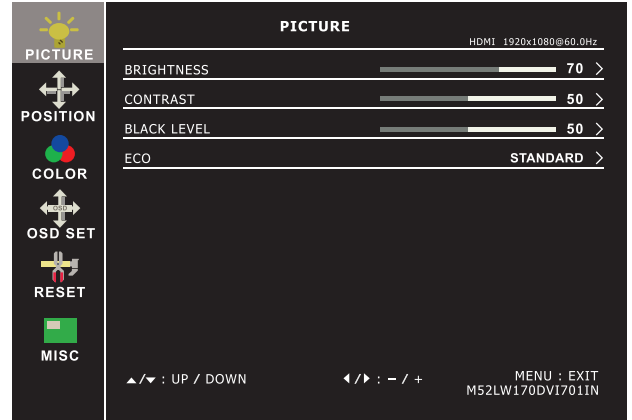 PICTURE
HDMI 1920x1080@60.0Hz
PICTURE
POSITION
COLOR
OSD
OSD SET
RESET
MISC
BRIGHTNESS 70 >
CONTRAST 50 >
BLACK LEVEL 50 >
ECO STANDARD >
▲/▼ : UP / DOWN ◀/▶ : − / + MENU : EXIT
M52LW170DVI701IN